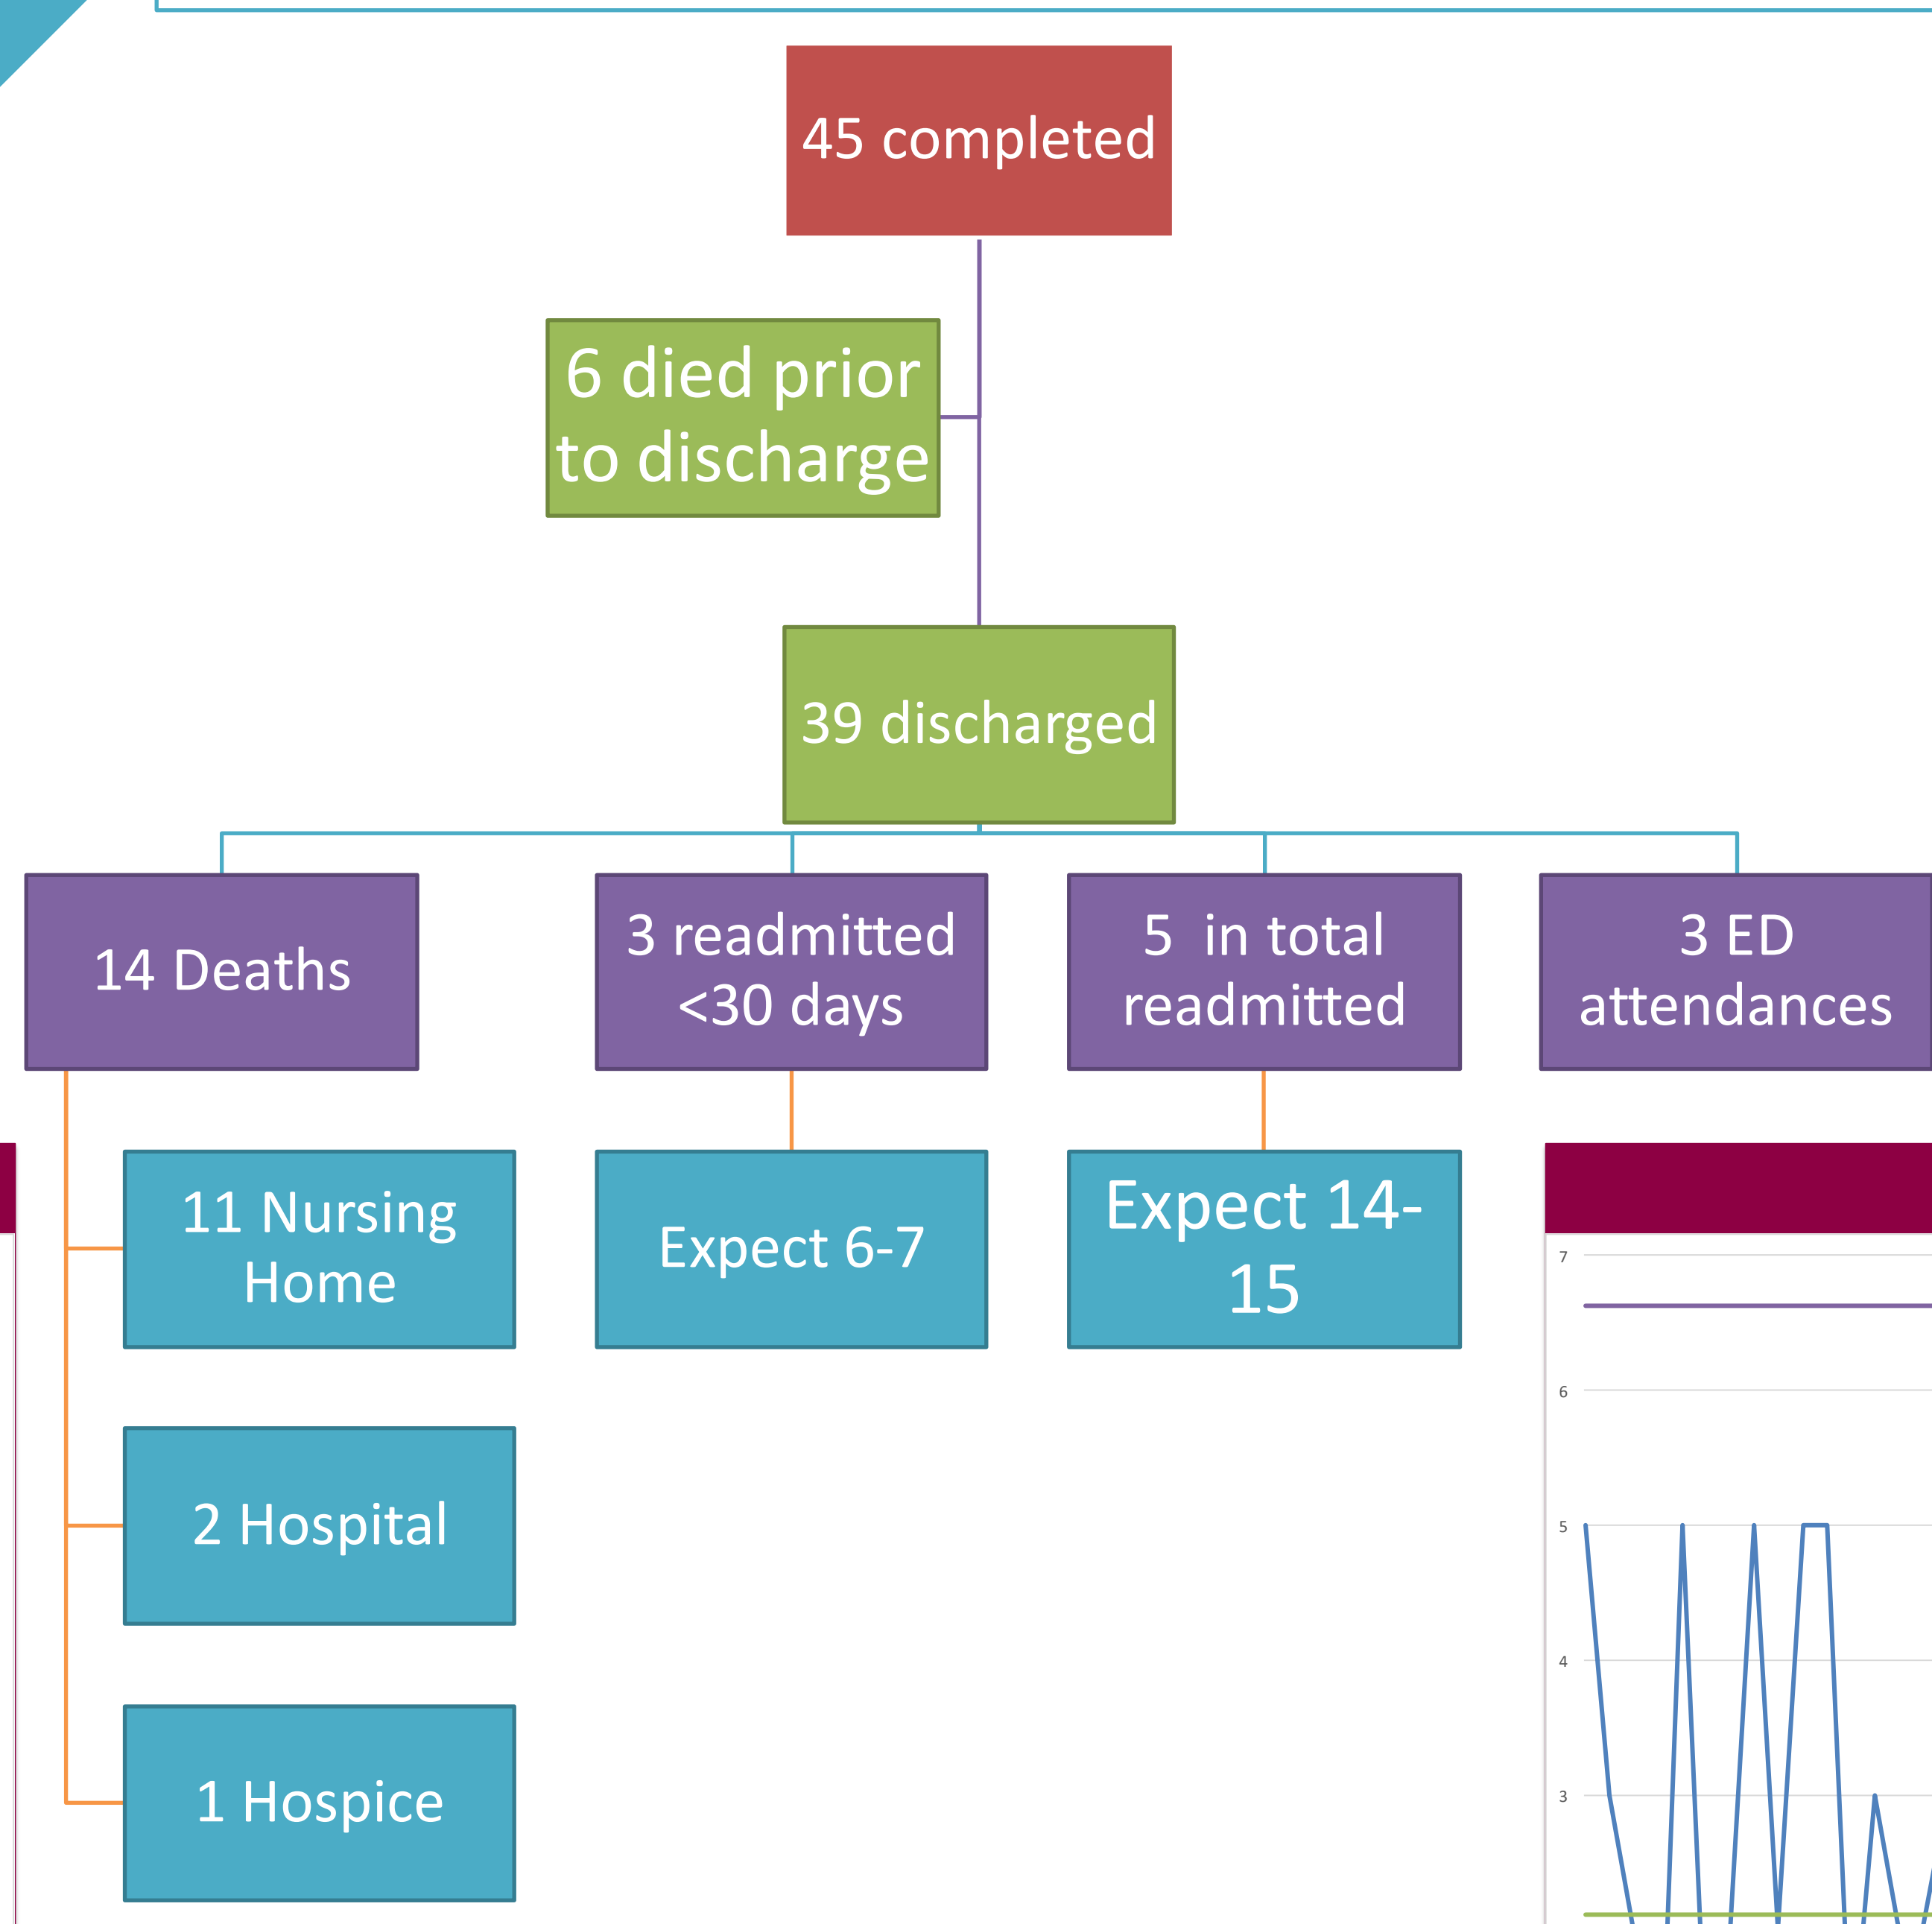 45 completed
6 died prior
to discharge
39 discharged
14 Deaths
3 readmitted
<30 days
5 in total
readmitted
3 ED
attendances
11 Nursing
Home
Expect 6-7
Expect 14-
15
2 Hospital
1 Hospice
7
6
5
4
3